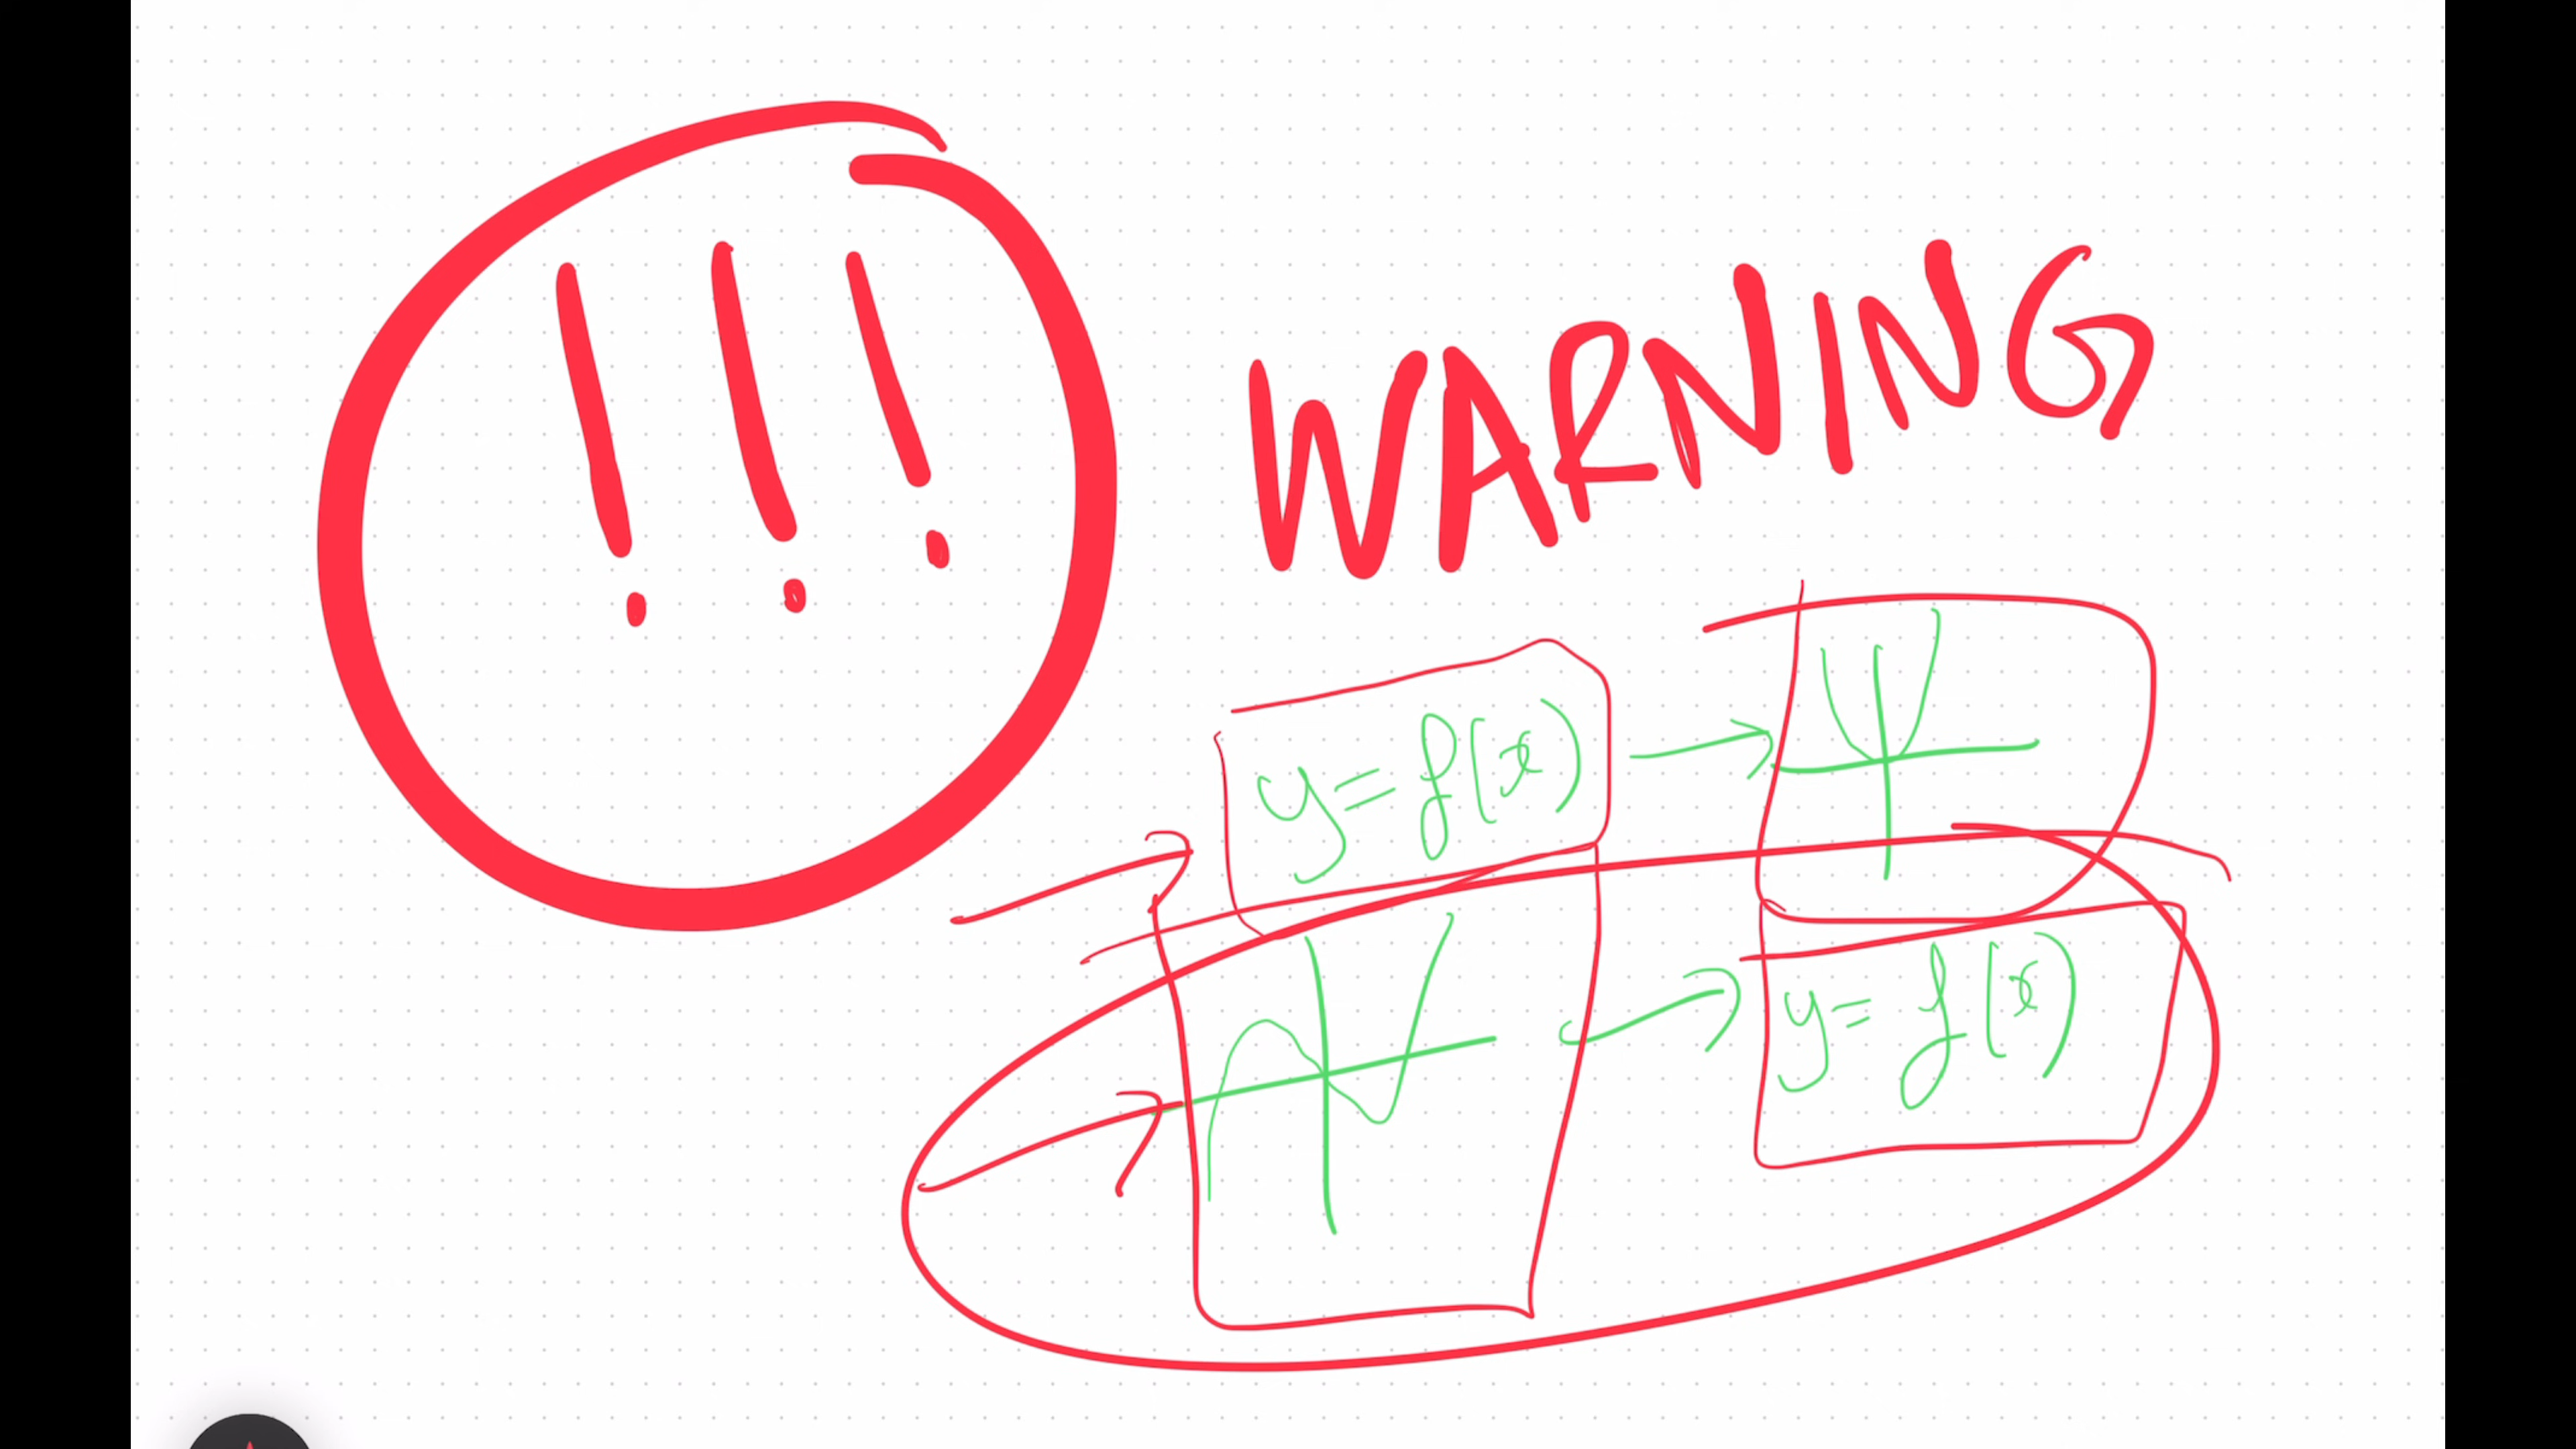 !!!
WARNING
y = f(x)
y = f(x)